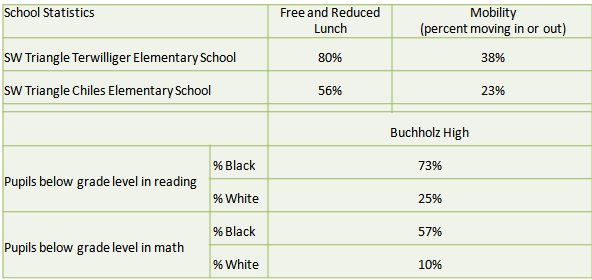 School Statistics Free and Reduced Lunch Mobility (percent moving in or out)
SW Triangle Terwilliger Elementary School 80% 38%
SW Triangle Chiles Elementary School 56% 23%
Buchholz High
Pupils below grade level in reading % Black 73%
% White 25%
Pupils below grade level in math % Black 57%
% White 10%